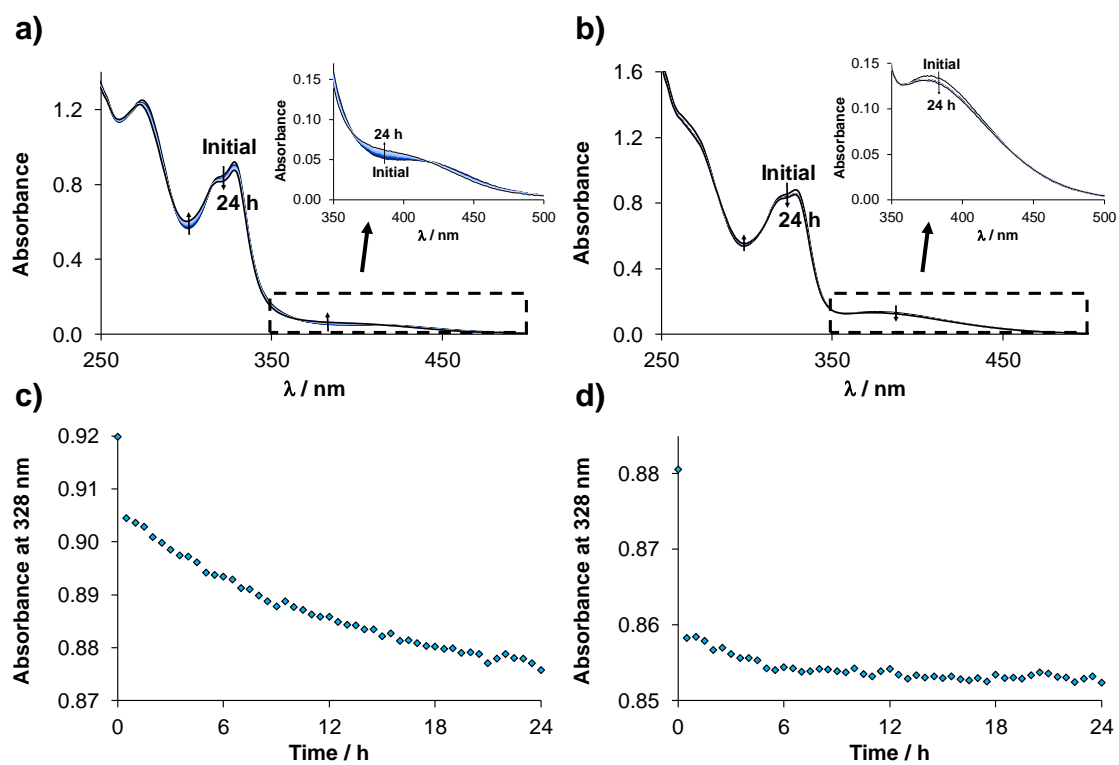 a)
1.2
0.8
0.4
0.0
Absorbance
250
350
450
λ / nm
Initial
24 h
0.15
0.10
0.05
0.00
Absorbance
24 h
Initial
350
400
450
500
λ / nm
b)
1.6
1.2
0.8
0.4
0.0
Absorbance
250
350
450
λ / nm
Initial
24 h
0.15
0.10
0.05
0.00
Absorbance
Initial
24 h
350
400
450
500
λ / nm
c)
0.92
0.91
0.90
0.89
0.88
0.87
Absorbance at 328 nm
0
6
12
18
24
Time / h
d)
0.88
0.87
0.86
0.85
Absorbance at 328 nm
0
6
12
18
24
Time / h